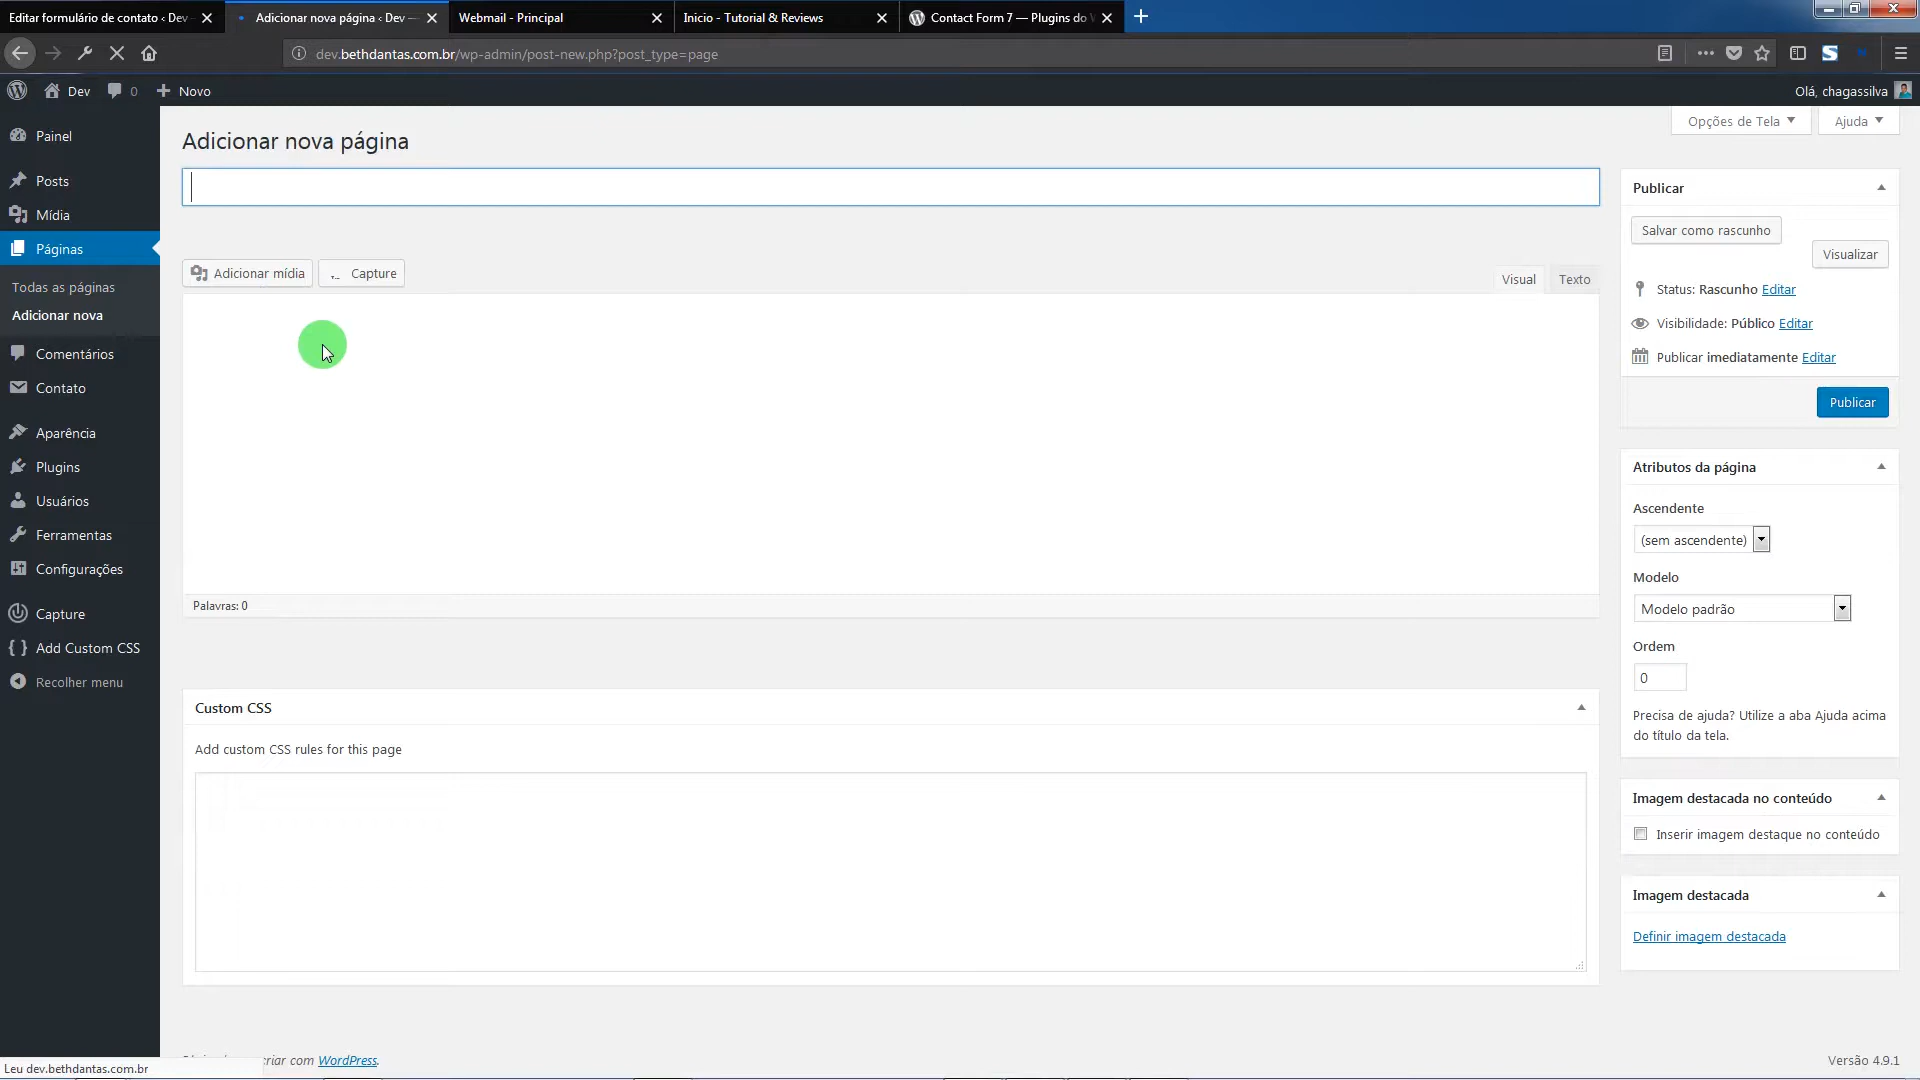 Editar formulário de contato ‹ Dev
Adicionar nova página ‹ Dev —
Webmail - Principal
Inicio - Tutorial & Reviews
Contact Form 7 — Plugins do
dev.bethdantas.com.br/wp-admin/post-new.php?post_type=page
Dev
0
Novo
Olá, chagassilva
Opções de Tela
Ajuda
Painel
Posts
Mídia
Páginas
Todas as páginas
Adicionar nova
Comentários
Contato
Aparência
Plugins
Usuários
Ferramentas
Configurações
Capture
Add Custom CSS
Recolher menu
Adicionar nova página
Adicionar mídia
Capture
Visual
Texto
Palavras: 0
Custom CSS
Add custom CSS rules for this page
Publicar
Salvar como rascunho
Visualizar
Status: Rascunho Editar
Visibilidade: Público Editar
Publicar imediatamente Editar
Publicar
Atributos da página
Ascendente
(sem ascendente)
Modelo
Modelo padrão
Ordem
0
Precisa de ajuda? Utilize a aba Ajuda acima
do título da tela.
Imagem destacada no conteúdo
Inserir imagem destaque no conteúdo
Imagem destacada
Definir imagem destacada
criar com WordPress.
Versão 4.9.1
Leu dev.bethdantas.com.br